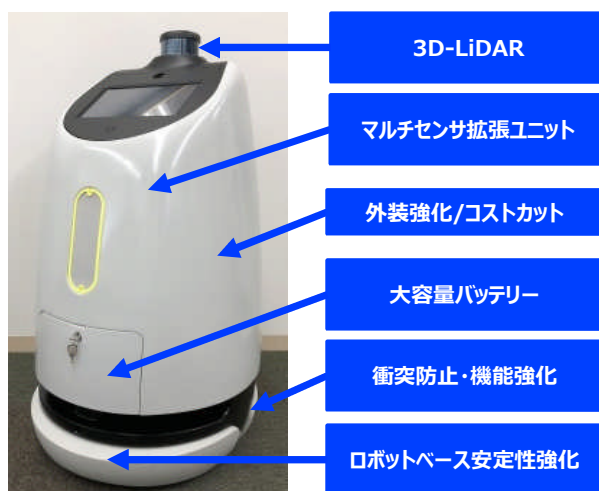 3D-LiDAR
マルチセンサ拡張ユニット
外装強化/コストカット
大容量バッテリー
衝突防止・機能強化
ロボットベース安定性強化